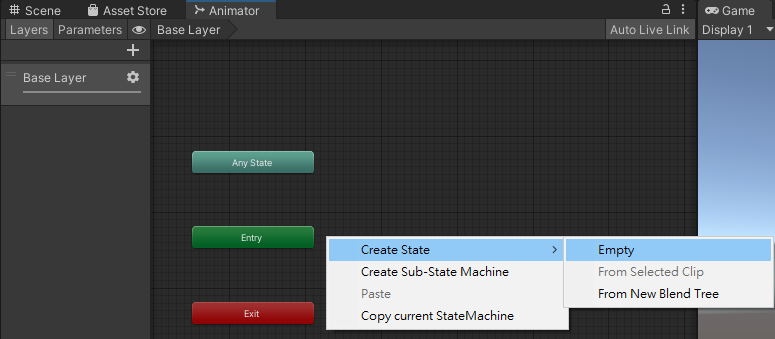 Scene
Asset Store
Animator
Game
Layers
Parameters
Base Layer
Auto Live Link
Display 1
Base Layer
Any State
Entry
Create State
Empty
Create Sub-State Machine
From Selected Clip
Paste
From New Blend Tree
Exit
Copy current StateMachine